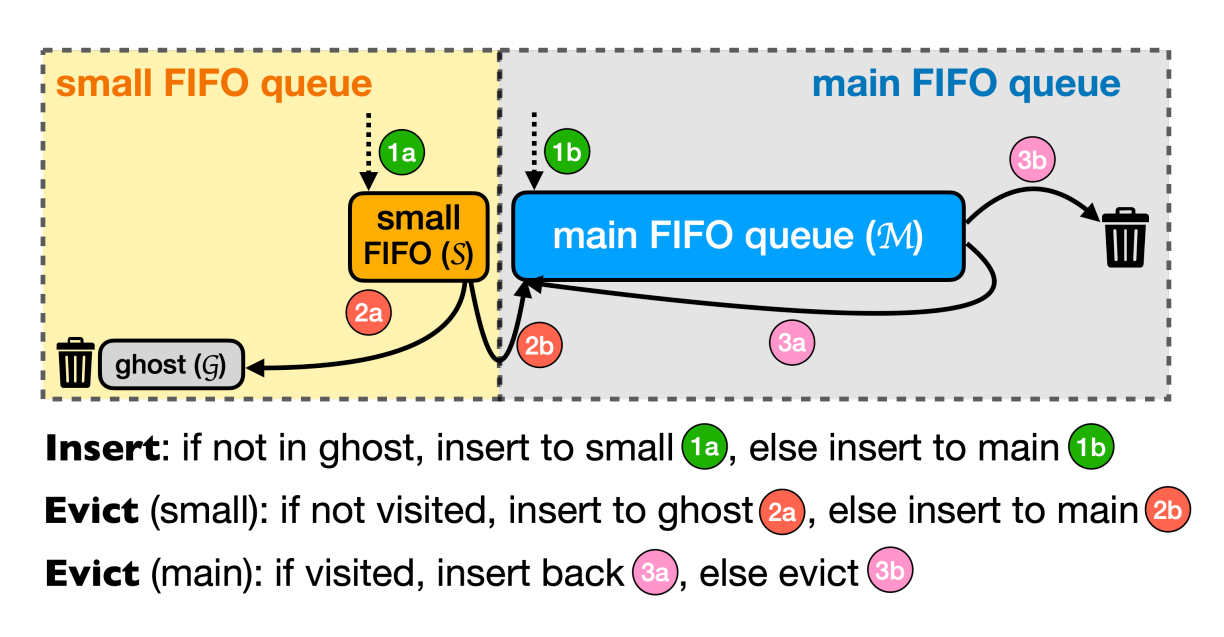 small FIFO queue
main FIFO queue
1a
1b
3b
small
FIFO (S)
main FIFO queue (M)
2a
2b
3a
ghost (G)
Insert: if not in ghost, insert to small 1a, else insert to main 1b
Evict (small): if not visited, insert to ghost 2a, else insert to main 2b
Evict (main): if visited, insert back 3a, else evict 3b